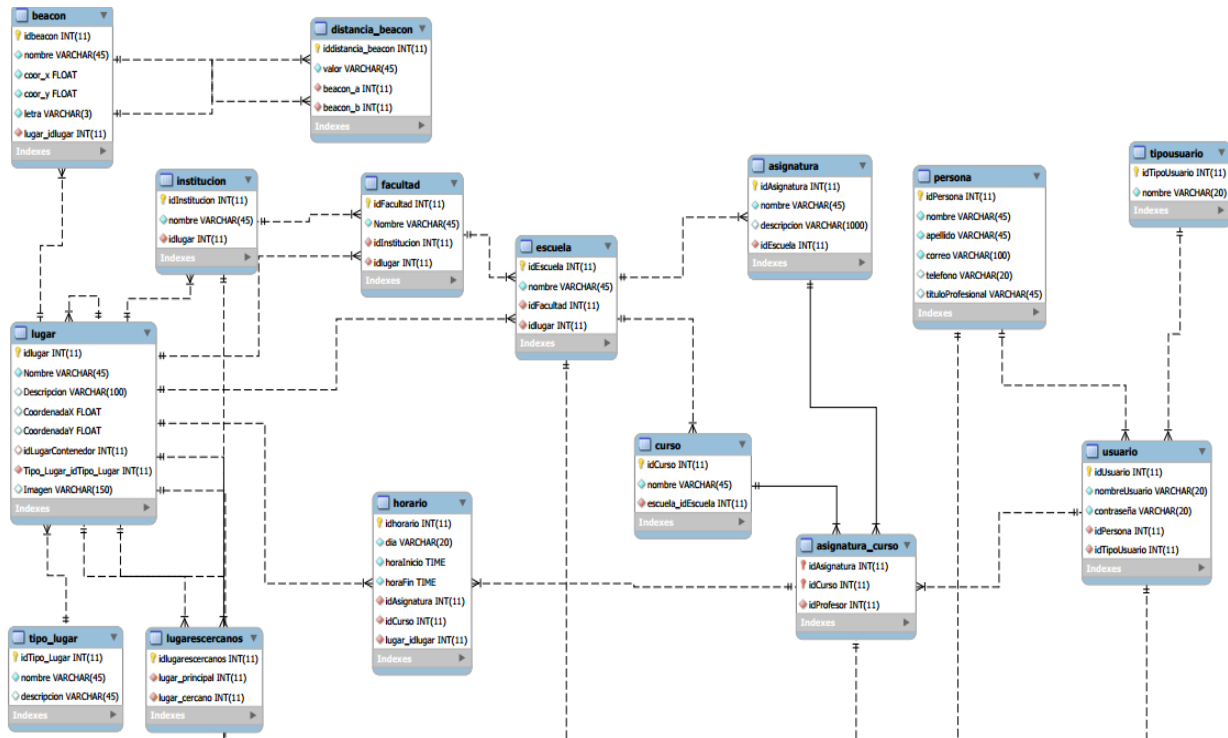 beacon
idbeacon INT(11)
nombre VARCHAR(45)
coor_x FLOAT
coor_y FLOAT
letra VARCHAR(3)
lugar_idlugar INT(11)
Indexes
distancia_beacon
iddistancia_beacon INT(11)
valor VARCHAR(45)
beacon_a INT(11)
beacon_b INT(11)
Indexes
institucion
idInstitucion INT(11)
nombre VARCHAR(45)
idlugar INT(11)
Indexes
facultad
idFacultad INT(11)
Nombre VARCHAR(45)
idInstitucion INT(11)
idlugar INT(11)
Indexes
escuela
idEscuela INT(11)
nombre VARCHAR(45)
idFacultad INT(11)
idlugar INT(11)
Indexes
asignatura
idAsignatura INT(11)
nombre VARCHAR(45)
descripcion VARCHAR(1000)
idEscuela INT(11)
Indexes
persona
idPersona INT(11)
nombre VARCHAR(45)
apellido VARCHAR(45)
correo VARCHAR(100)
telefono VARCHAR(20)
tituloProfesional VARCHAR(45)
Indexes
tipousuario
idTipoUsuario INT(11)
nombre VARCHAR(20)
Indexes
lugar
idlugar INT(11)
Nombre VARCHAR(45)
Descripcion VARCHAR(100)
CoordenadaX FLOAT
CoordenadaY FLOAT
idLugarContenedor INT(11)
Tipo_Lugar_idTipo_Lugar INT(11)
Imagen VARCHAR(150)
Indexes
curso
idCurso INT(11)
nombre VARCHAR(45)
escuela_idEscuela INT(11)
Indexes
usuario
idUsuario INT(11)
nombreUsuario VARCHAR(20)
contraseña VARCHAR(20)
idPersona INT(11)
idTipoUsuario INT(11)
Indexes
horario
idhorario INT(11)
dia VARCHAR(20)
horaInicio TIME
horaFin TIME
idAsignatura INT(11)
idCurso INT(11)
lugar_idlugar INT(11)
Indexes
asignatura_curso
idAsignatura INT(11)
idCurso INT(11)
idProfesor INT(11)
Indexes
tipo_lugar
idTipo_Lugar INT(11)
nombre VARCHAR(45)
descripcion VARCHAR(45)
Indexes
lugarescercanos
idlugarescercanos INT(11)
lugar_principal INT(11)
lugar_cercano INT(11)
Indexes